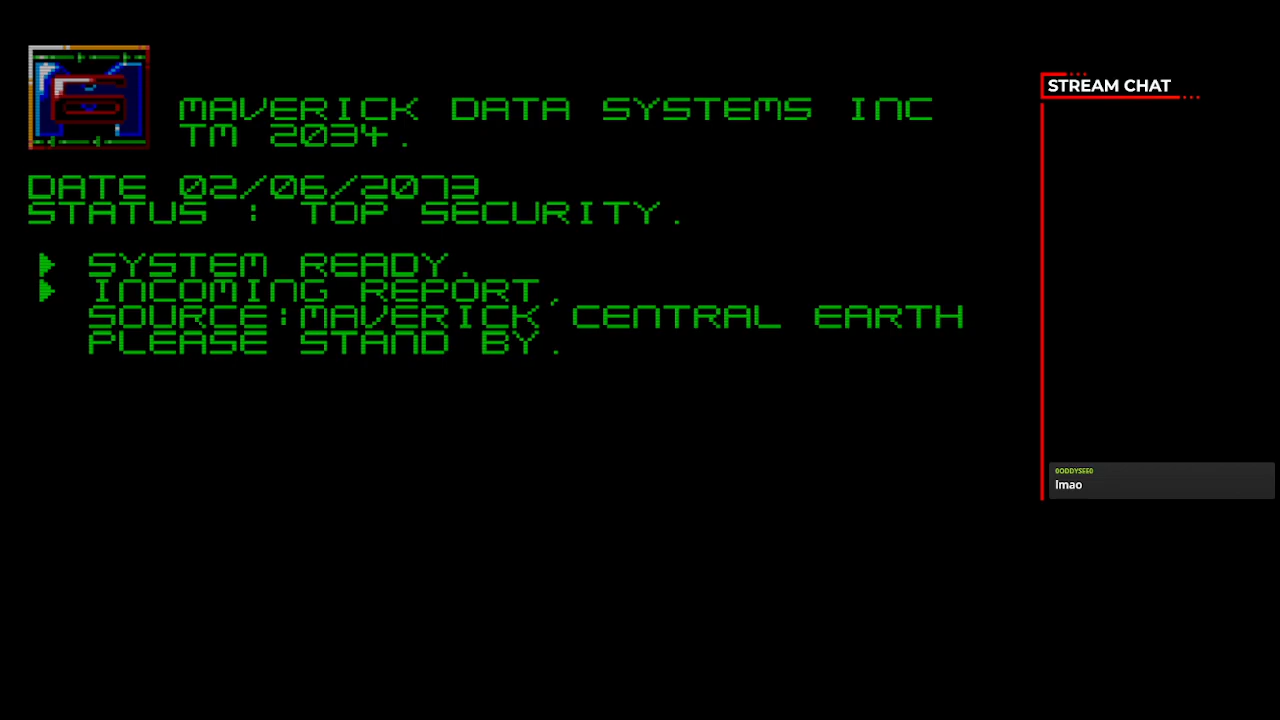 MAVERICK DATA SYSTEMS INC
TM 2034.
DATE 02/06/2073
STATUS : TOP SECURITY.
SYSTEM READY.
INCOMING REPORT,
SOURCE:MAVERICK CENTRAL EARTH
PLEASE STAND BY.
STREAM CHAT
0ODDYSEE0
lmao